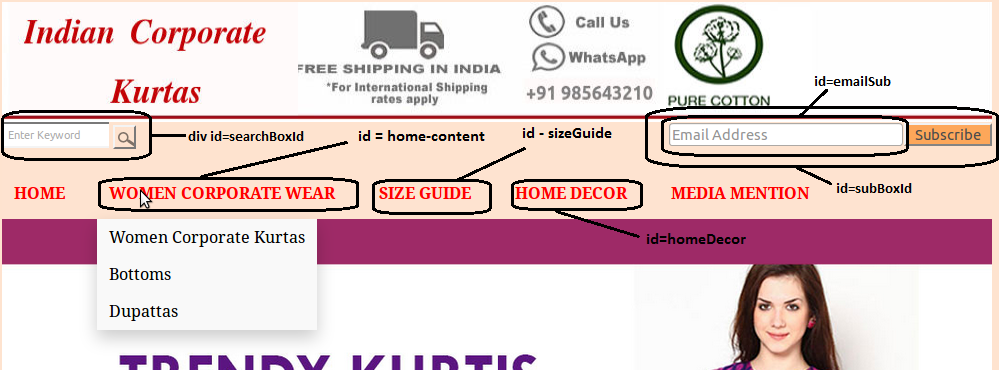 Indian Corporate
Kurtas
FREE SHIPPING IN INDIA
*For International Shipping
rates apply
Call Us
WhatsApp
+91 985643210
PURE COTTON
id=emailSub
Enter Keyword
div id=searchBoxId
id = home-content
id - sizeGuide
Email Address
Subscribe
id=subBoxId
HOME
WOMEN CORPORATE WEAR
SIZE GUIDE
HOME DECOR
MEDIA MENTION
id=homeDecor
Women Corporate Kurtas
Bottoms
Dupattas
TRENDY KURTIS